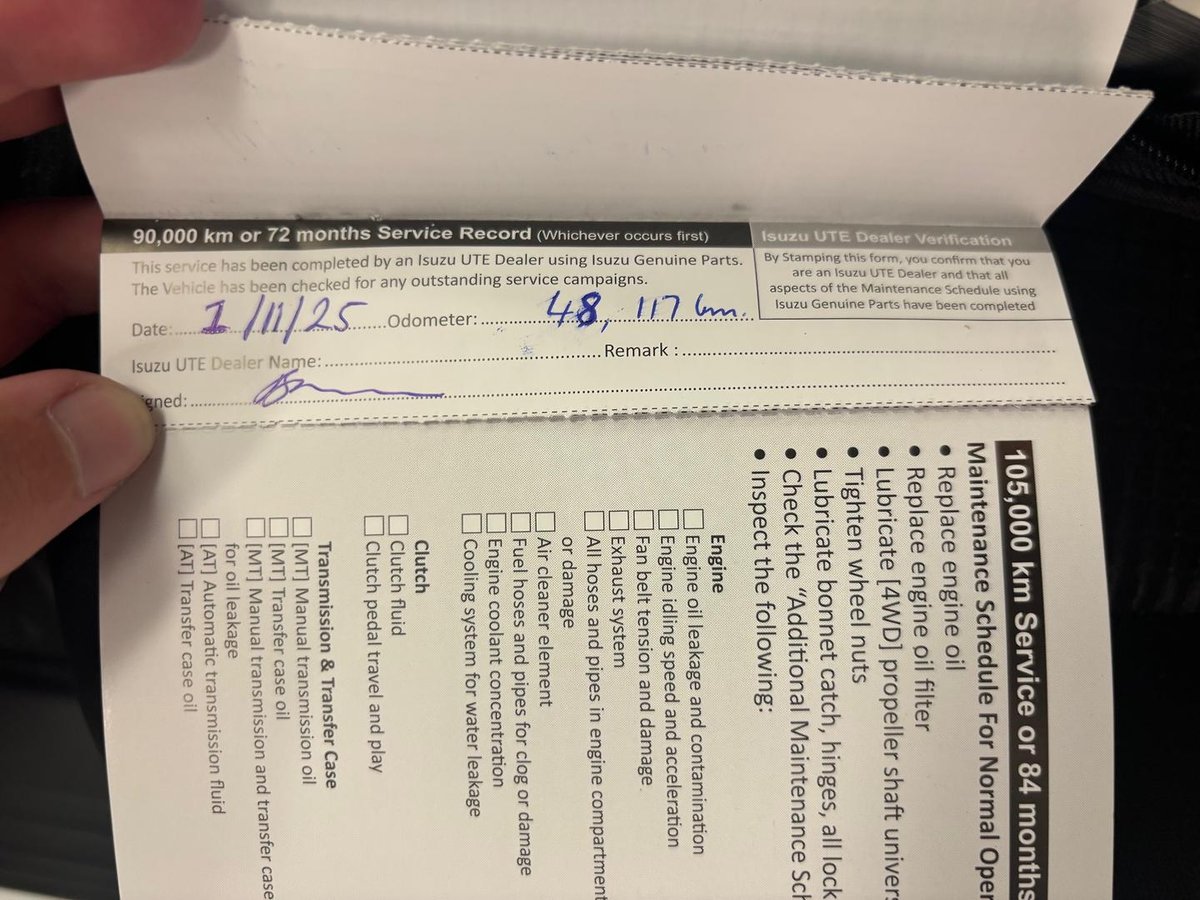 90,000 km or 72 months Service Record (Whichever occurs first)
This service has been completed by an Isuzu UTE Dealer using Isuzu Genuine Parts.
The Vehicle has been checked for any outstanding service campaigns.
Date: 1/11/25 Odometer: 48,117 km.
Isuzu UTE Dealer Name: Remark :
igned:
Isuzu UTE Dealer Verification
By Stamping this form, you confirm that you
are an Isuzu UTE Dealer and that all
aspects of the Maintenance Schedule using
Isuzu Genuine Parts have been completed
105,000 km Service or 84 months
Maintenance Schedule For Normal Oper
• Replace engine oil
• Replace engine oil filter
• Lubricate [4WD] propeller shaft univers
• Tighten wheel nuts
• Lubricate bonnet catch, hinges, all lock
• Check the “Additional Maintenance Sch
• Inspect the following:
Engine
Engine oil leakage and contamination
Engine idling speed and acceleration
Fan belt tension and damage
Exhaust system
All hoses and pipes in engine compartment
or damage
Air cleaner element
Fuel hoses and pipes for clog or damage
Engine coolant concentration
Cooling system for water leakage
Clutch
Clutch fluid
Clutch pedal travel and play
Transmission & Transfer Case
[MT] Manual transmission oil
[MT] Transfer case oil
[MT] Manual transmission and transfer case
for oil leakage
[AT] Automatic transmission fluid
[AT] Transfer case oil